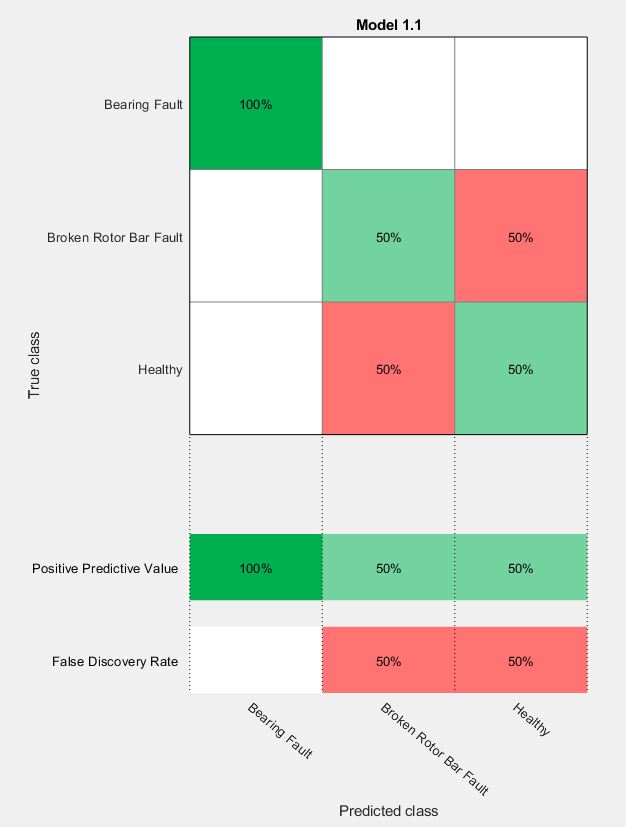 Model 1.1
Bearing Fault
100%
Broken Rotor Bar Fault
50%
50%
True class
Healthy
50%
50%
Positive Predictive Value
100%
50%
50%
False Discovery Rate
50%
50%
Bearing Fault
Broken Rotor Bar Fault
Healthy
Predicted class